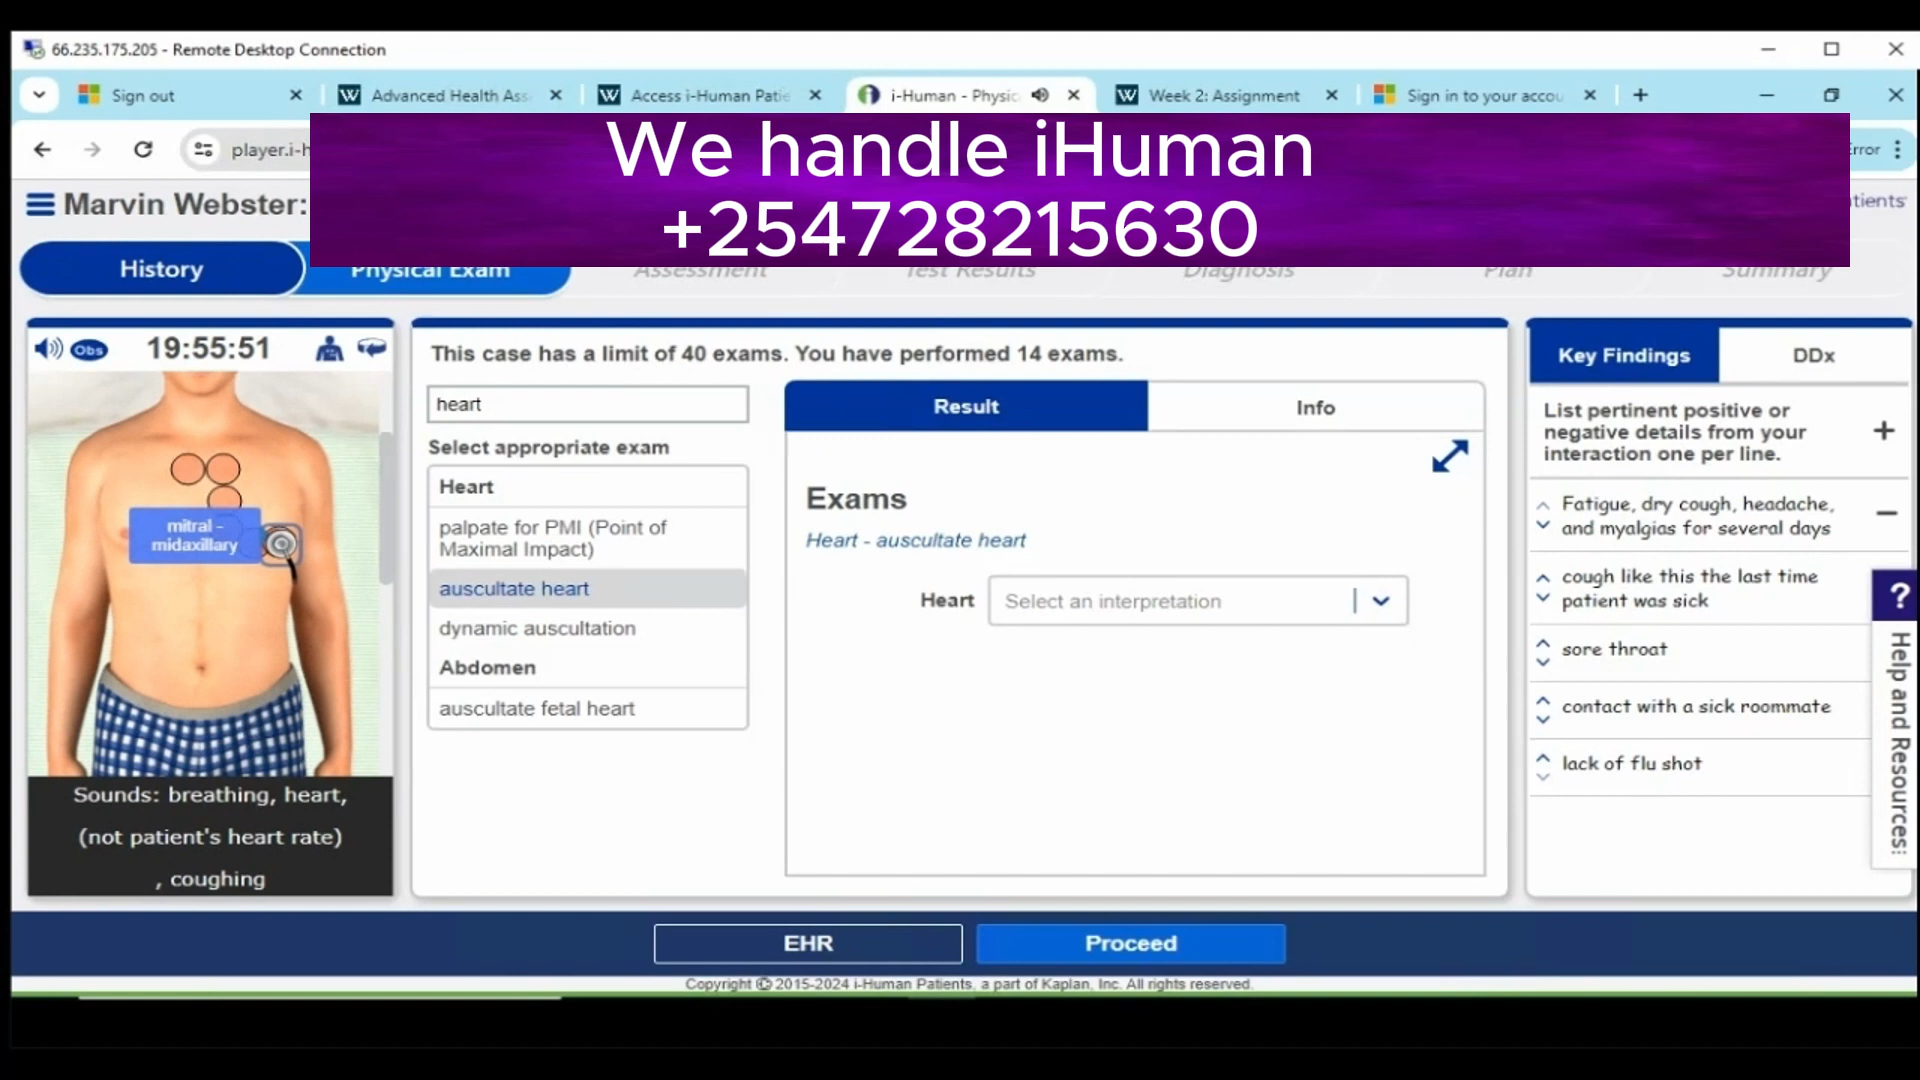 66.235.175.205 - Remote Desktop Connection
Sign out
Advanced Health Ass
Access i-Human Patie
i-Human - Physic
Week 2: Assignment
Sign in to your accou
player.i-h
We handle iHuman
+254728215630
Error
Marvin Webster:
tients
History
Physical Exam
Assessment
Test Results
Diagnosis
Plan
Summary
Obs
19:55:51
mitral -
midaxillary
Sounds: breathing, heart,
(not patient's heart rate)
, coughing
This case has a limit of 40 exams. You have performed 14 exams.
heart
Select appropriate exam
Heart
palpate for PMI (Point of
Maximal Impact)
auscultate heart
dynamic auscultation
Abdomen
auscultate fetal heart
Result
Info
Exams
Heart - auscultate heart
Heart
Select an interpretation
Key Findings
DDx
List pertinent positive or
negative details from your
interaction one per line.
Fatigue, dry cough, headache,
and myalgias for several days
cough like this the last time
patient was sick
sore throat
contact with a sick roommate
lack of flu shot
?
Help and Resources:
EHR
Proceed
Copyright © 2015-2024 i-Human Patients, a part of Kaplan, Inc. All rights reserved.